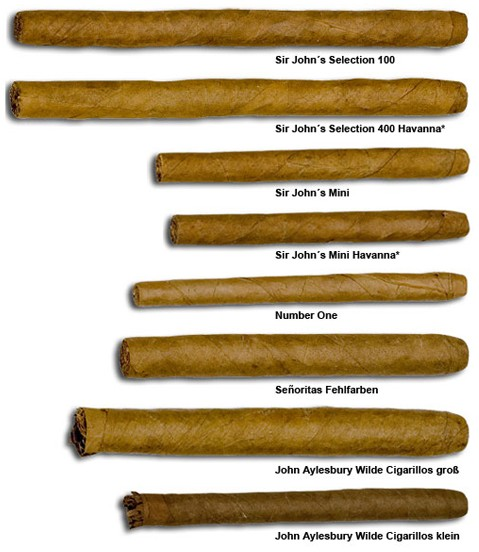 Sir John´s Selection 100
Sir John´s Selection 400 Havanna*
Sir John´s Mini
Sir John´s Mini Havanna*
Number One
Señoritas Fehlfarben
John Aylesbury Wilde Cigarillos groß
John Aylesbury Wilde Cigarillos klein